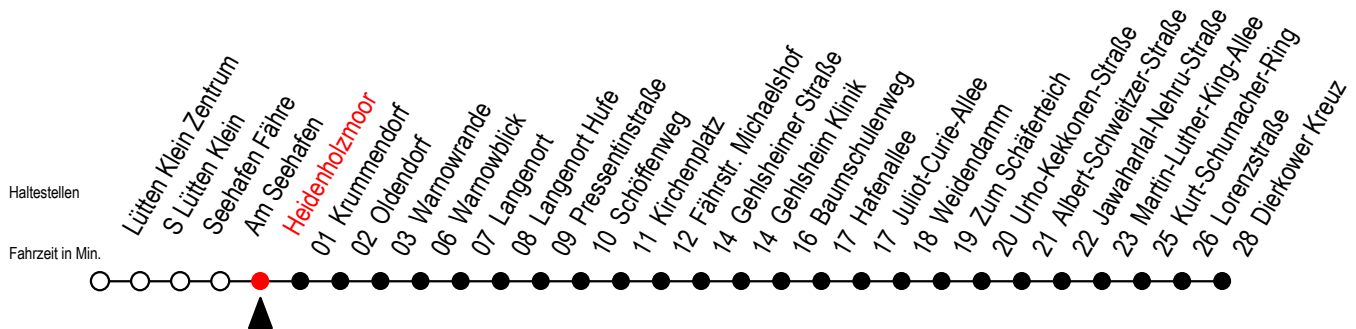 Lütten Klein Zentrum
S Lütten Klein
Seehafen Fähre
Am Seehafen
Heidenholzmoor
01 Krummendorf
02 Oldendorf
03 Warnowrande
06 Warnowblick
07 Langenort
08 Langenort Hufe
09 Pressentinstraße
10 Schöffenweg
11 Kirchenplatz
12 Fährstr. Michaelshof
14 Gehlsheimer Straße
14 Gehlsheim Klinik
16 Baumschulenweg
17 Hafenallee
17 Juliot-Curie-Allee
18 Weidendamm
19 Zum Schäferteich
20 Urho-Kekkonen-Straße
21 Albert-Schweitzer-Straße
22 Jawaharlal-Nehru-Straße
23 Martin-Luther-King-Allee
25 Kurt-Schumacher-Ring
26 Lorenzstraße
28 Dierkower Kreuz
Haltestellen
Fahrzeit in Min.